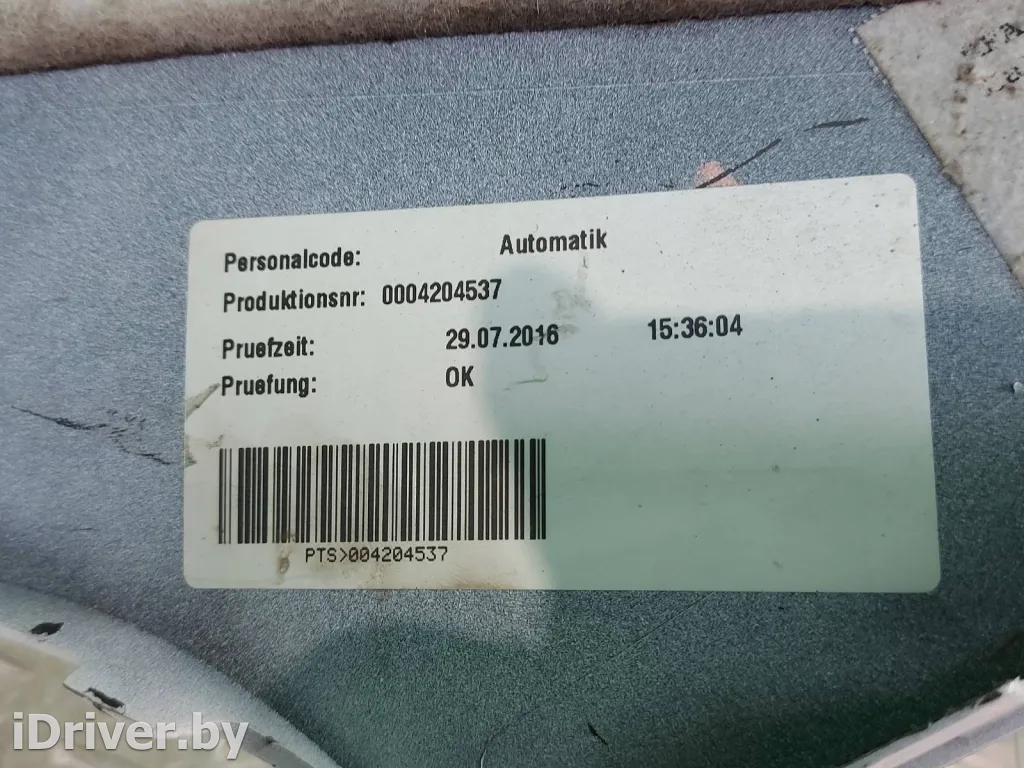 Personalcode: Automatik
Produktionsnr: 0004204537
Pruefzeit: 29.07.2016 15:36:04
Pruefung: OK
PTS>004204537
iDriver.by